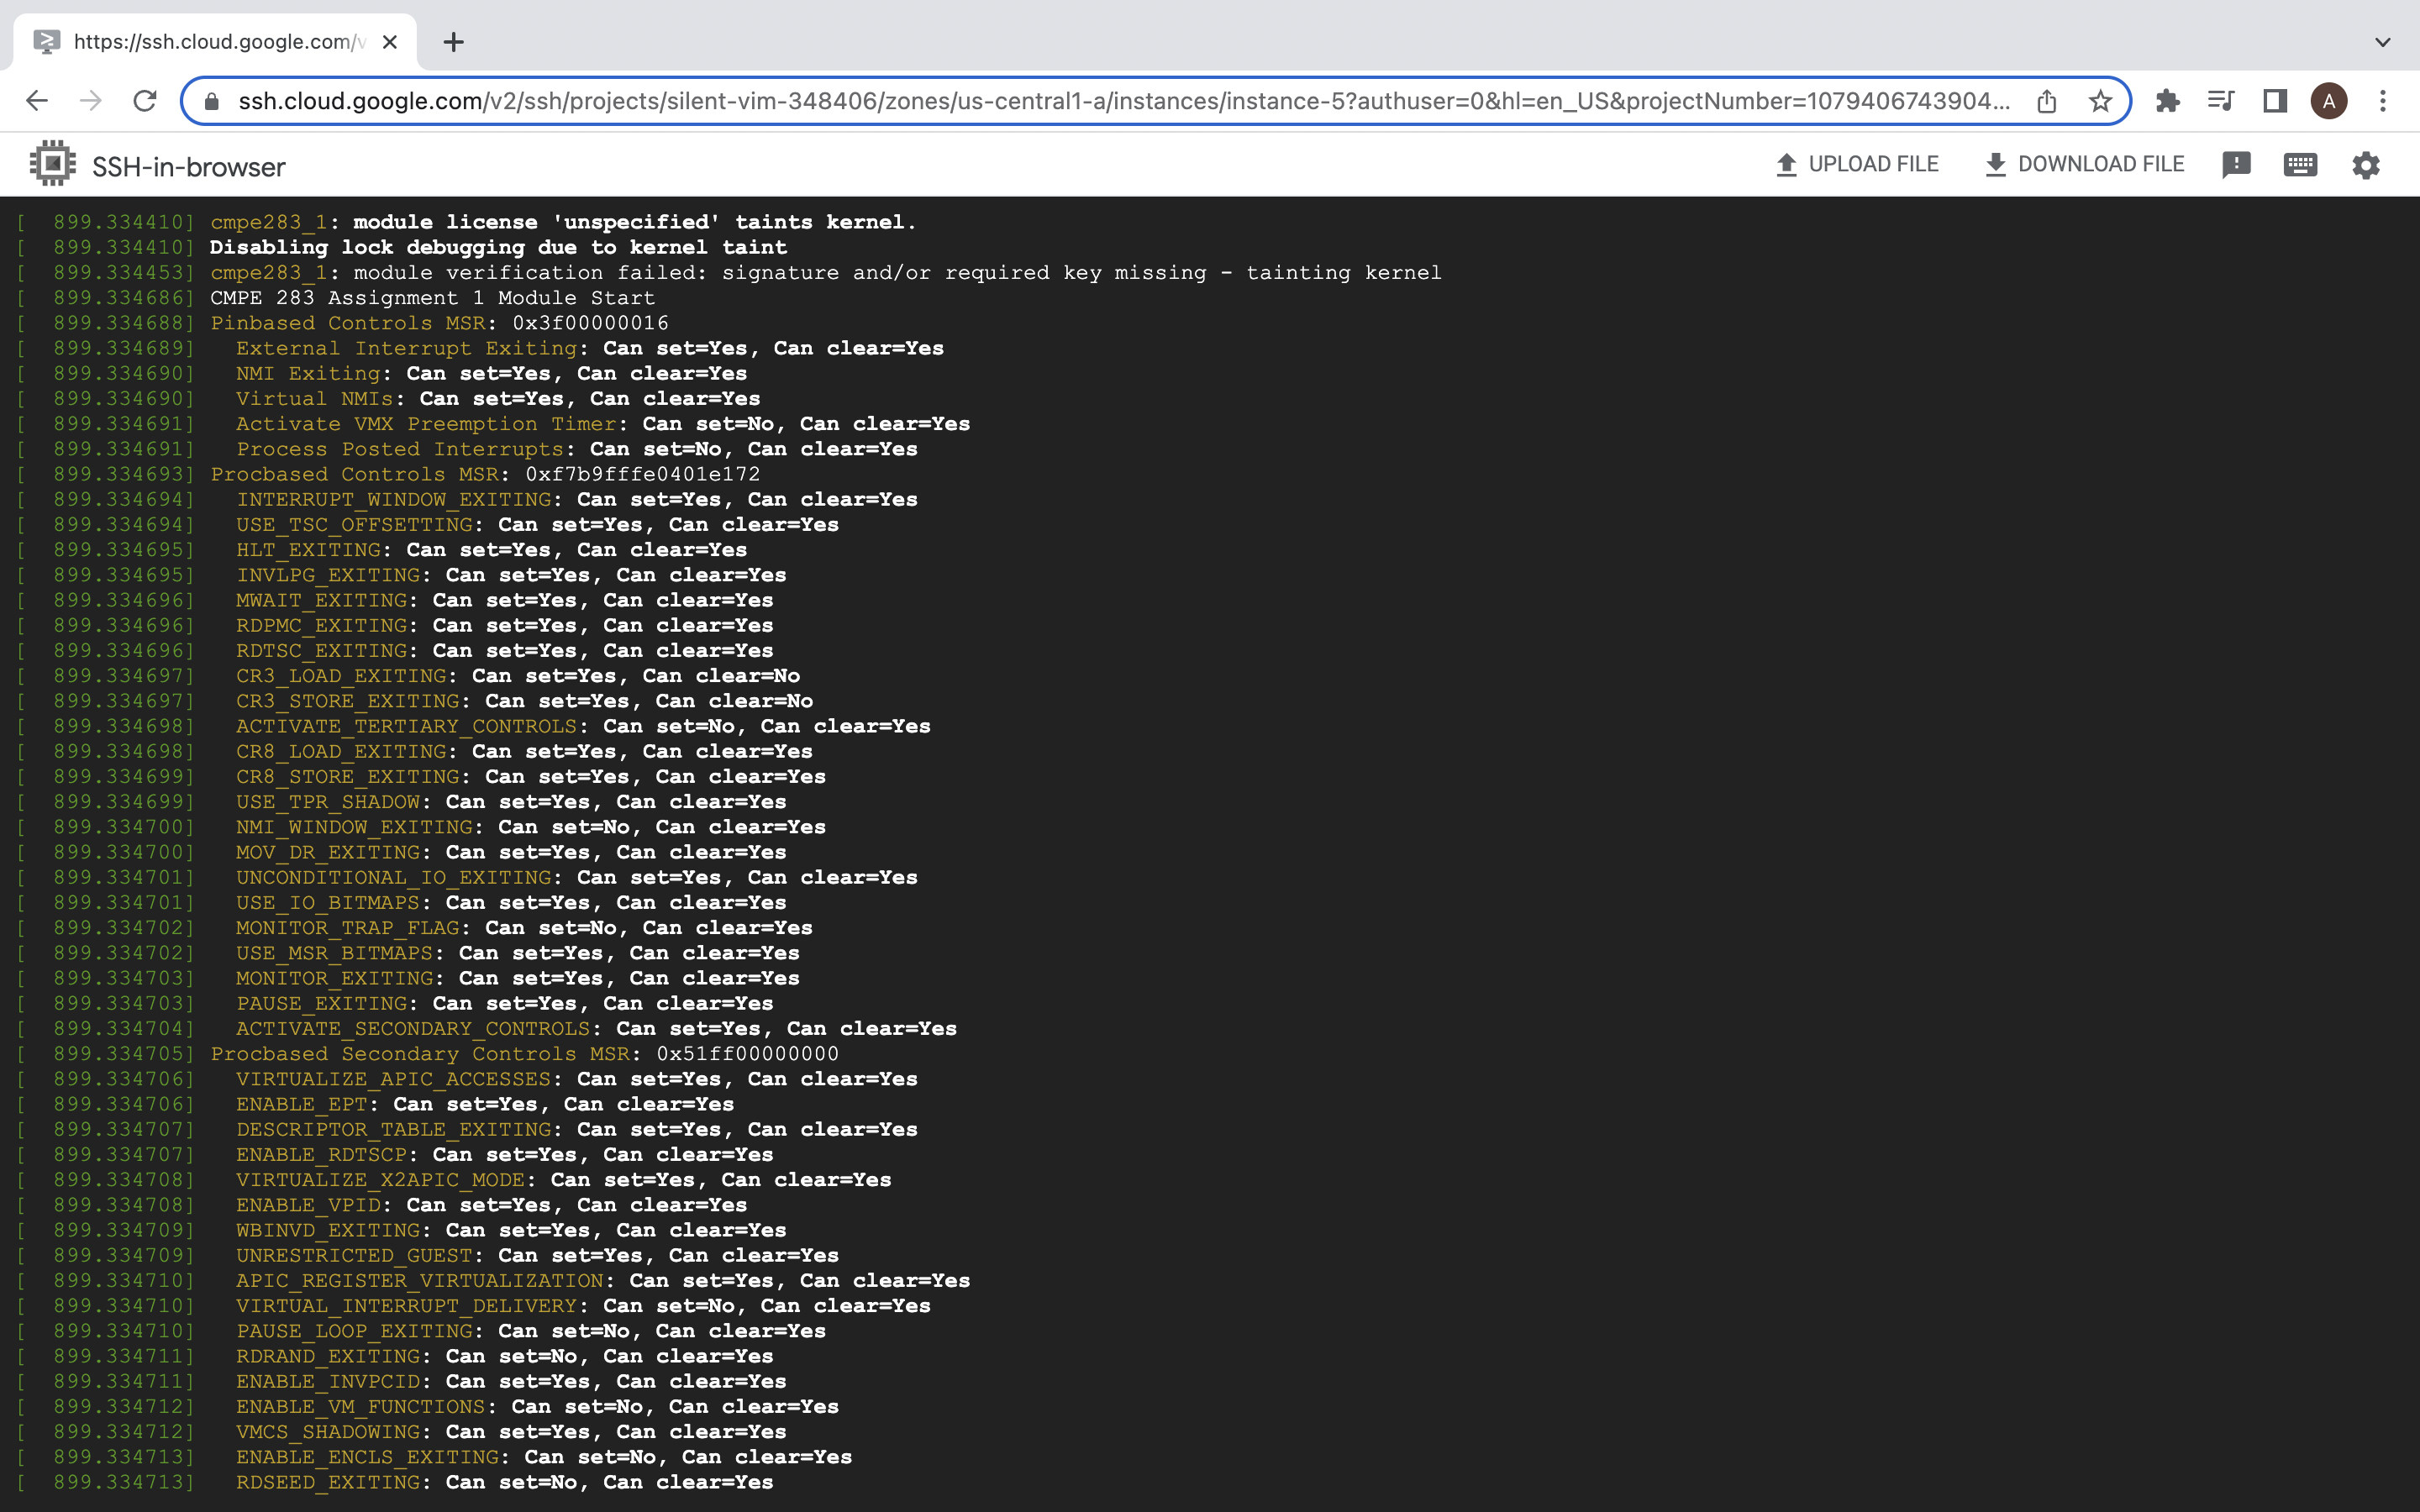 https://ssh.cloud.google.com/v
ssh.cloud.google.com/v2/ssh/projects/silent-vim-348406/zones/us-central1-a/instances/instance-5?authuser=0&hl=en_US&projectNumber=1079406743904...
A
SSH-in-browser
UPLOAD FILE
DOWNLOAD FILE
[  899.334410] cmpe283_1: module license 'unspecified' taints kernel.
[  899.334410] Disabling lock debugging due to kernel taint
[  899.334453] cmpe283_1: module verification failed: signature and/or required key missing - tainting kernel
[  899.334686] CMPE 283 Assignment 1 Module Start
[  899.334688] Pinbased Controls MSR: 0x3f00000016
[  899.334689]   External Interrupt Exiting: Can set=Yes, Can clear=Yes
[  899.334690]   NMI Exiting: Can set=Yes, Can clear=Yes
[  899.334690]   Virtual NMIs: Can set=Yes, Can clear=Yes
[  899.334691]   Activate VMX Preemption Timer: Can set=No, Can clear=Yes
[  899.334691]   Process Posted Interrupts: Can set=No, Can clear=Yes
[  899.334693] Procbased Controls MSR: 0xf7b9fffe0401e172
[  899.334694]   INTERRUPT_WINDOW_EXITING: Can set=Yes, Can clear=Yes
[  899.334694]   USE_TSC_OFFSETTING: Can set=Yes, Can clear=Yes
[  899.334695]   HLT_EXITING: Can set=Yes, Can clear=Yes
[  899.334695]   INVLPG_EXITING: Can set=Yes, Can clear=Yes
[  899.334696]   MWAIT_EXITING: Can set=Yes, Can clear=Yes
[  899.334696]   RDPMC_EXITING: Can set=Yes, Can clear=Yes
[  899.334696]   RDTSC_EXITING: Can set=Yes, Can clear=Yes
[  899.334697]   CR3_LOAD_EXITING: Can set=Yes, Can clear=No
[  899.334697]   CR3_STORE_EXITING: Can set=Yes, Can clear=No
[  899.334698]   ACTIVATE_TERTIARY_CONTROLS: Can set=No, Can clear=Yes
[  899.334698]   CR8_LOAD_EXITING: Can set=Yes, Can clear=Yes
[  899.334699]   CR8_STORE_EXITING: Can set=Yes, Can clear=Yes
[  899.334699]   USE_TPR_SHADOW: Can set=Yes, Can clear=Yes
[  899.334700]   NMI_WINDOW_EXITING: Can set=No, Can clear=Yes
[  899.334700]   MOV_DR_EXITING: Can set=Yes, Can clear=Yes
[  899.334701]   UNCONDITIONAL_IO_EXITING: Can set=Yes, Can clear=Yes
[  899.334701]   USE_IO_BITMAPS: Can set=Yes, Can clear=Yes
[  899.334702]   MONITOR_TRAP_FLAG: Can set=No, Can clear=Yes
[  899.334702]   USE_MSR_BITMAPS: Can set=Yes, Can clear=Yes
[  899.334703]   MONITOR_EXITING: Can set=Yes, Can clear=Yes
[  899.334703]   PAUSE_EXITING: Can set=Yes, Can clear=Yes
[  899.334704]   ACTIVATE_SECONDARY_CONTROLS: Can set=Yes, Can clear=Yes
[  899.334705] Procbased Secondary Controls MSR: 0x51ff00000000
[  899.334706]   VIRTUALIZE_APIC_ACCESSES: Can set=Yes, Can clear=Yes
[  899.334706]   ENABLE_EPT: Can set=Yes, Can clear=Yes
[  899.334707]   DESCRIPTOR_TABLE_EXITING: Can set=Yes, Can clear=Yes
[  899.334707]   ENABLE_RDTSCP: Can set=Yes, Can clear=Yes
[  899.334708]   VIRTUALIZE_X2APIC_MODE: Can set=Yes, Can clear=Yes
[  899.334708]   ENABLE_VPID: Can set=Yes, Can clear=Yes
[  899.334709]   WBINVD_EXITING: Can set=Yes, Can clear=Yes
[  899.334709]   UNRESTRICTED_GUEST: Can set=Yes, Can clear=Yes
[  899.334710]   APIC_REGISTER_VIRTUALIZATION: Can set=Yes, Can clear=Yes
[  899.334710]   VIRTUAL_INTERRUPT_DELIVERY: Can set=No, Can clear=Yes
[  899.334710]   PAUSE_LOOP_EXITING: Can set=No, Can clear=Yes
[  899.334711]   RDRAND_EXITING: Can set=No, Can clear=Yes
[  899.334711]   ENABLE_INVPCID: Can set=Yes, Can clear=Yes
[  899.334712]   ENABLE_VM_FUNCTIONS: Can set=No, Can clear=Yes
[  899.334712]   VMCS_SHADOWING: Can set=Yes, Can clear=Yes
[  899.334713]   ENABLE_ENCLS_EXITING: Can set=No, Can clear=Yes
[  899.334713]   RDSEED_EXITING: Can set=No, Can clear=Yes